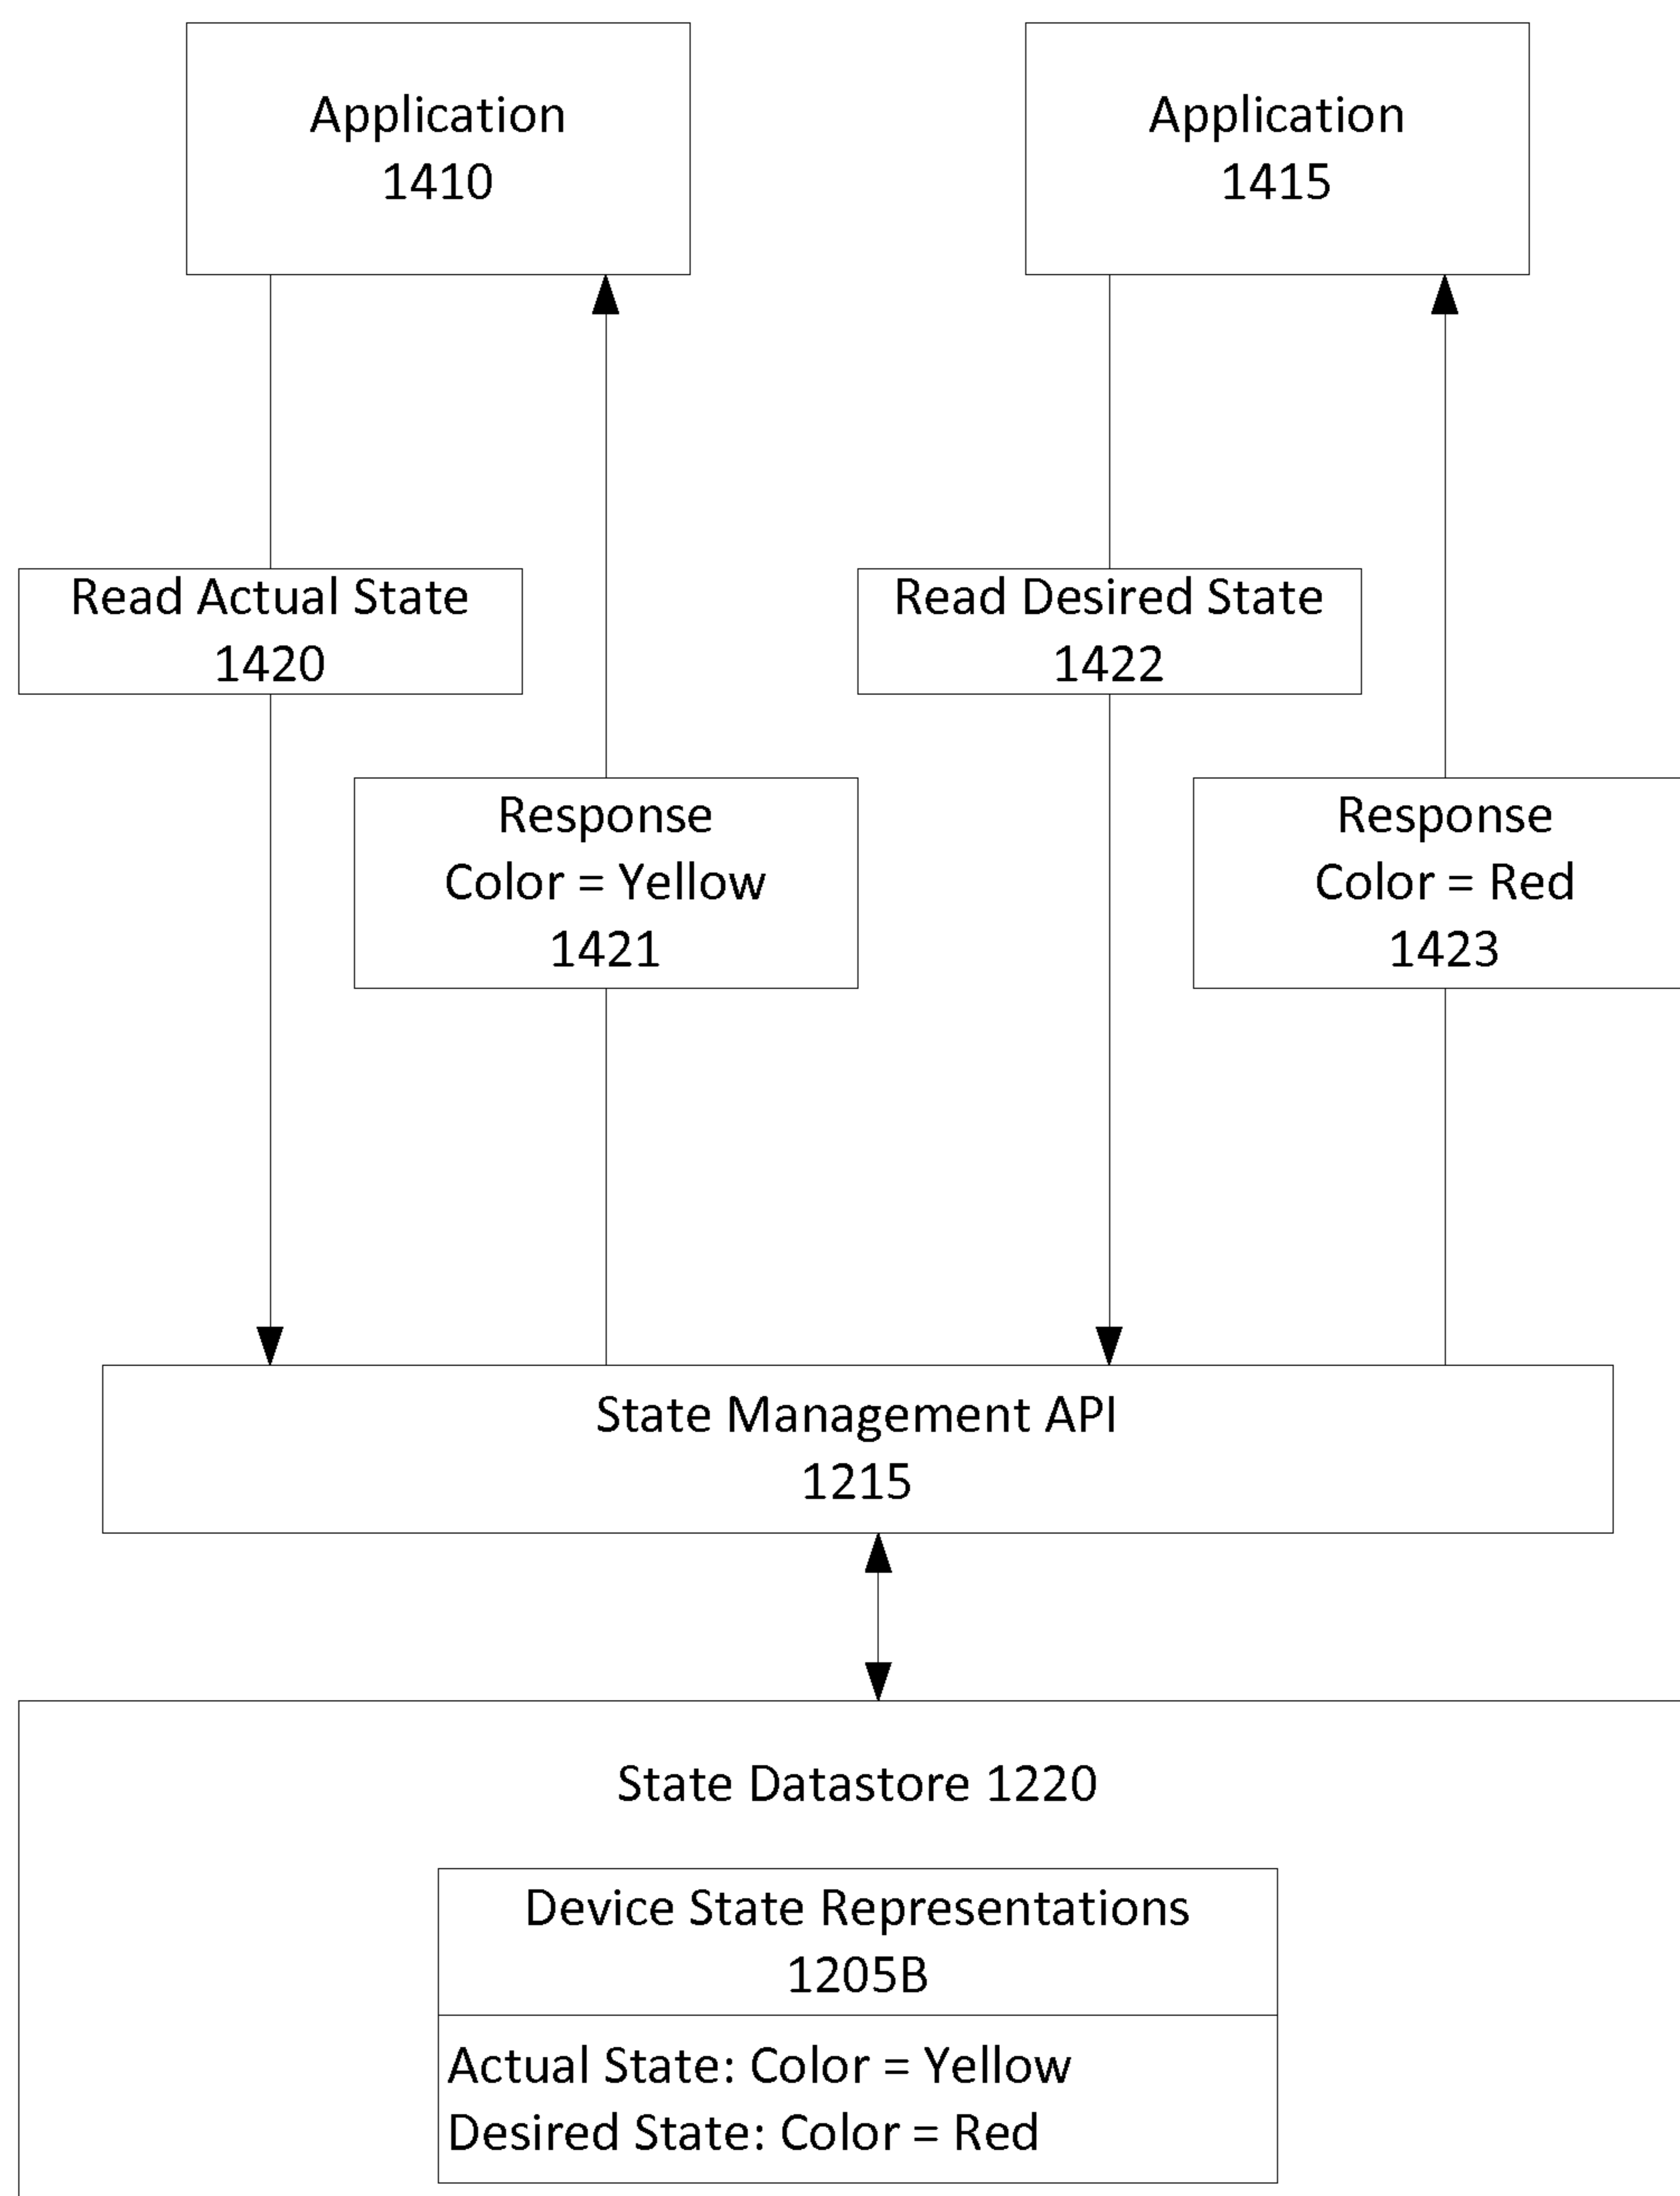 Application
1410
Application
1415
Read Actual State
1420
Read Desired State
1422
Response
Color = Yellow
1421
Response
Color = Red
1423
State Management API
1215
State Datastore 1220
Device State Representations
1205B
Actual State: Color = Yellow
Desired State: Color = Red